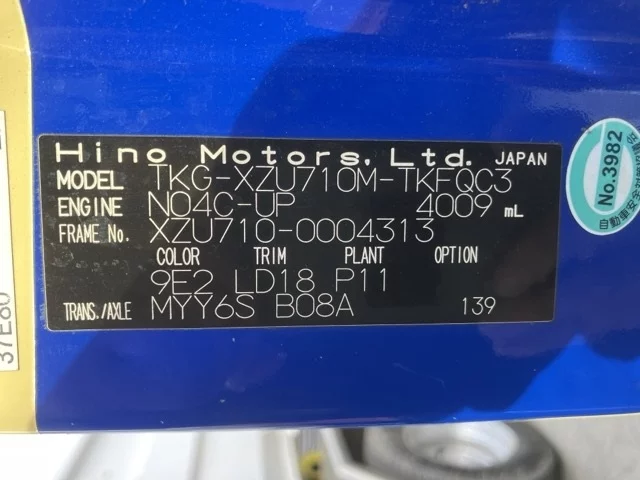 Hino Motors, Ltd. JAPAN
MODEL TKG-XZU710M-TKFQC3
ENGINE N04C-UP 4009 mL
FRAME No. XZU710-0004313
COLOR TRIM PLANT OPTION
9E2 LD18 P11
TRANS./AXLE MYY6S B08A 139
No.3982
37E80